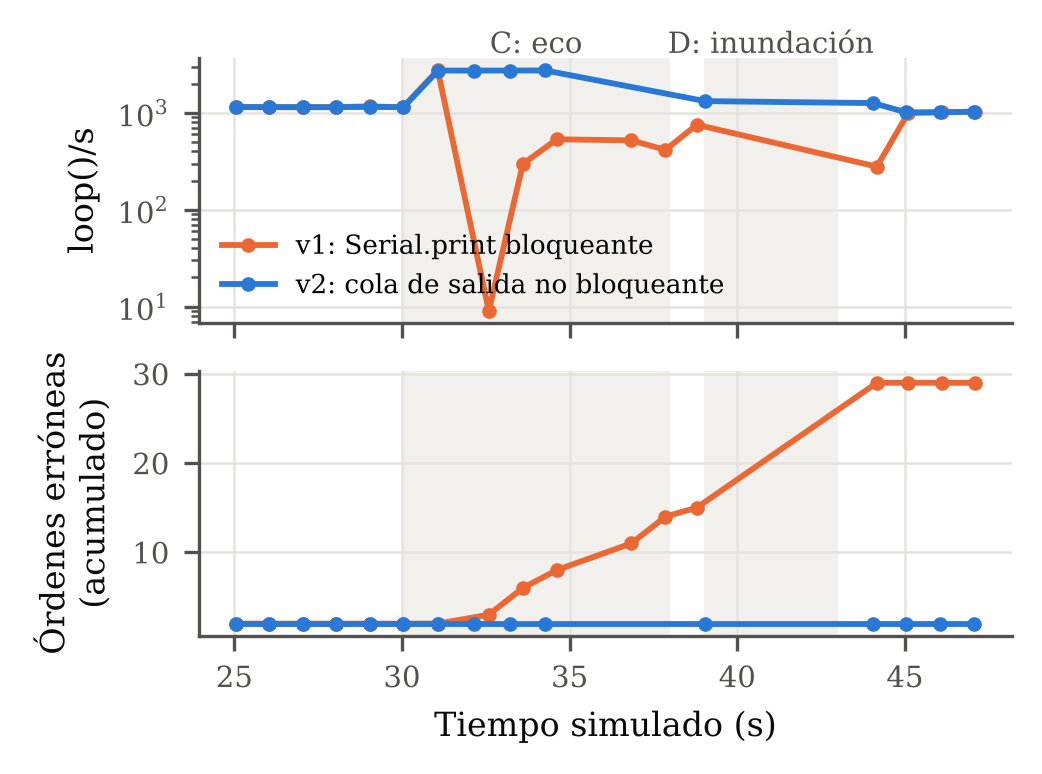 C: eco D: inundación
10³
10²
10¹
loop()/s
v1: Serial.print bloqueante
v2: cola de salida no bloqueante
30
20
10
Órdenes erróneas
(acumulado)
25 30 35 40 45
Tiempo simulado (s)